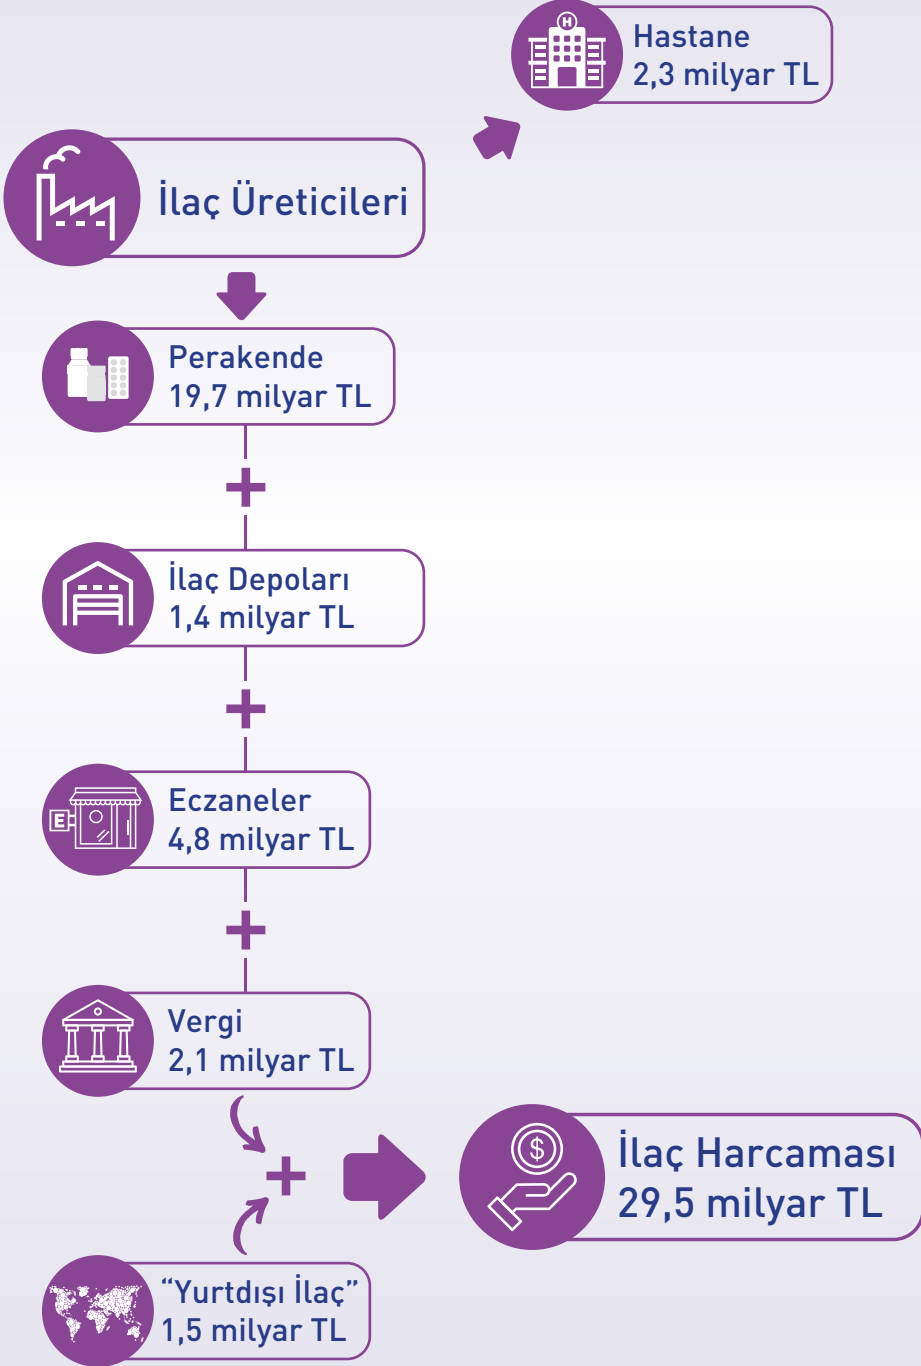 H
Hastane
2,3 milyar TL
İlaç Üreticileri
Perakende
19,7 milyar TL
İlaç Depoları
1,4 milyar TL
E
Eczaneler
4,8 milyar TL
Vergi
2,1 milyar TL
$
İlaç Harcaması
29,5 milyar TL
“Yurtdışı İlaç”
1,5 milyar TL